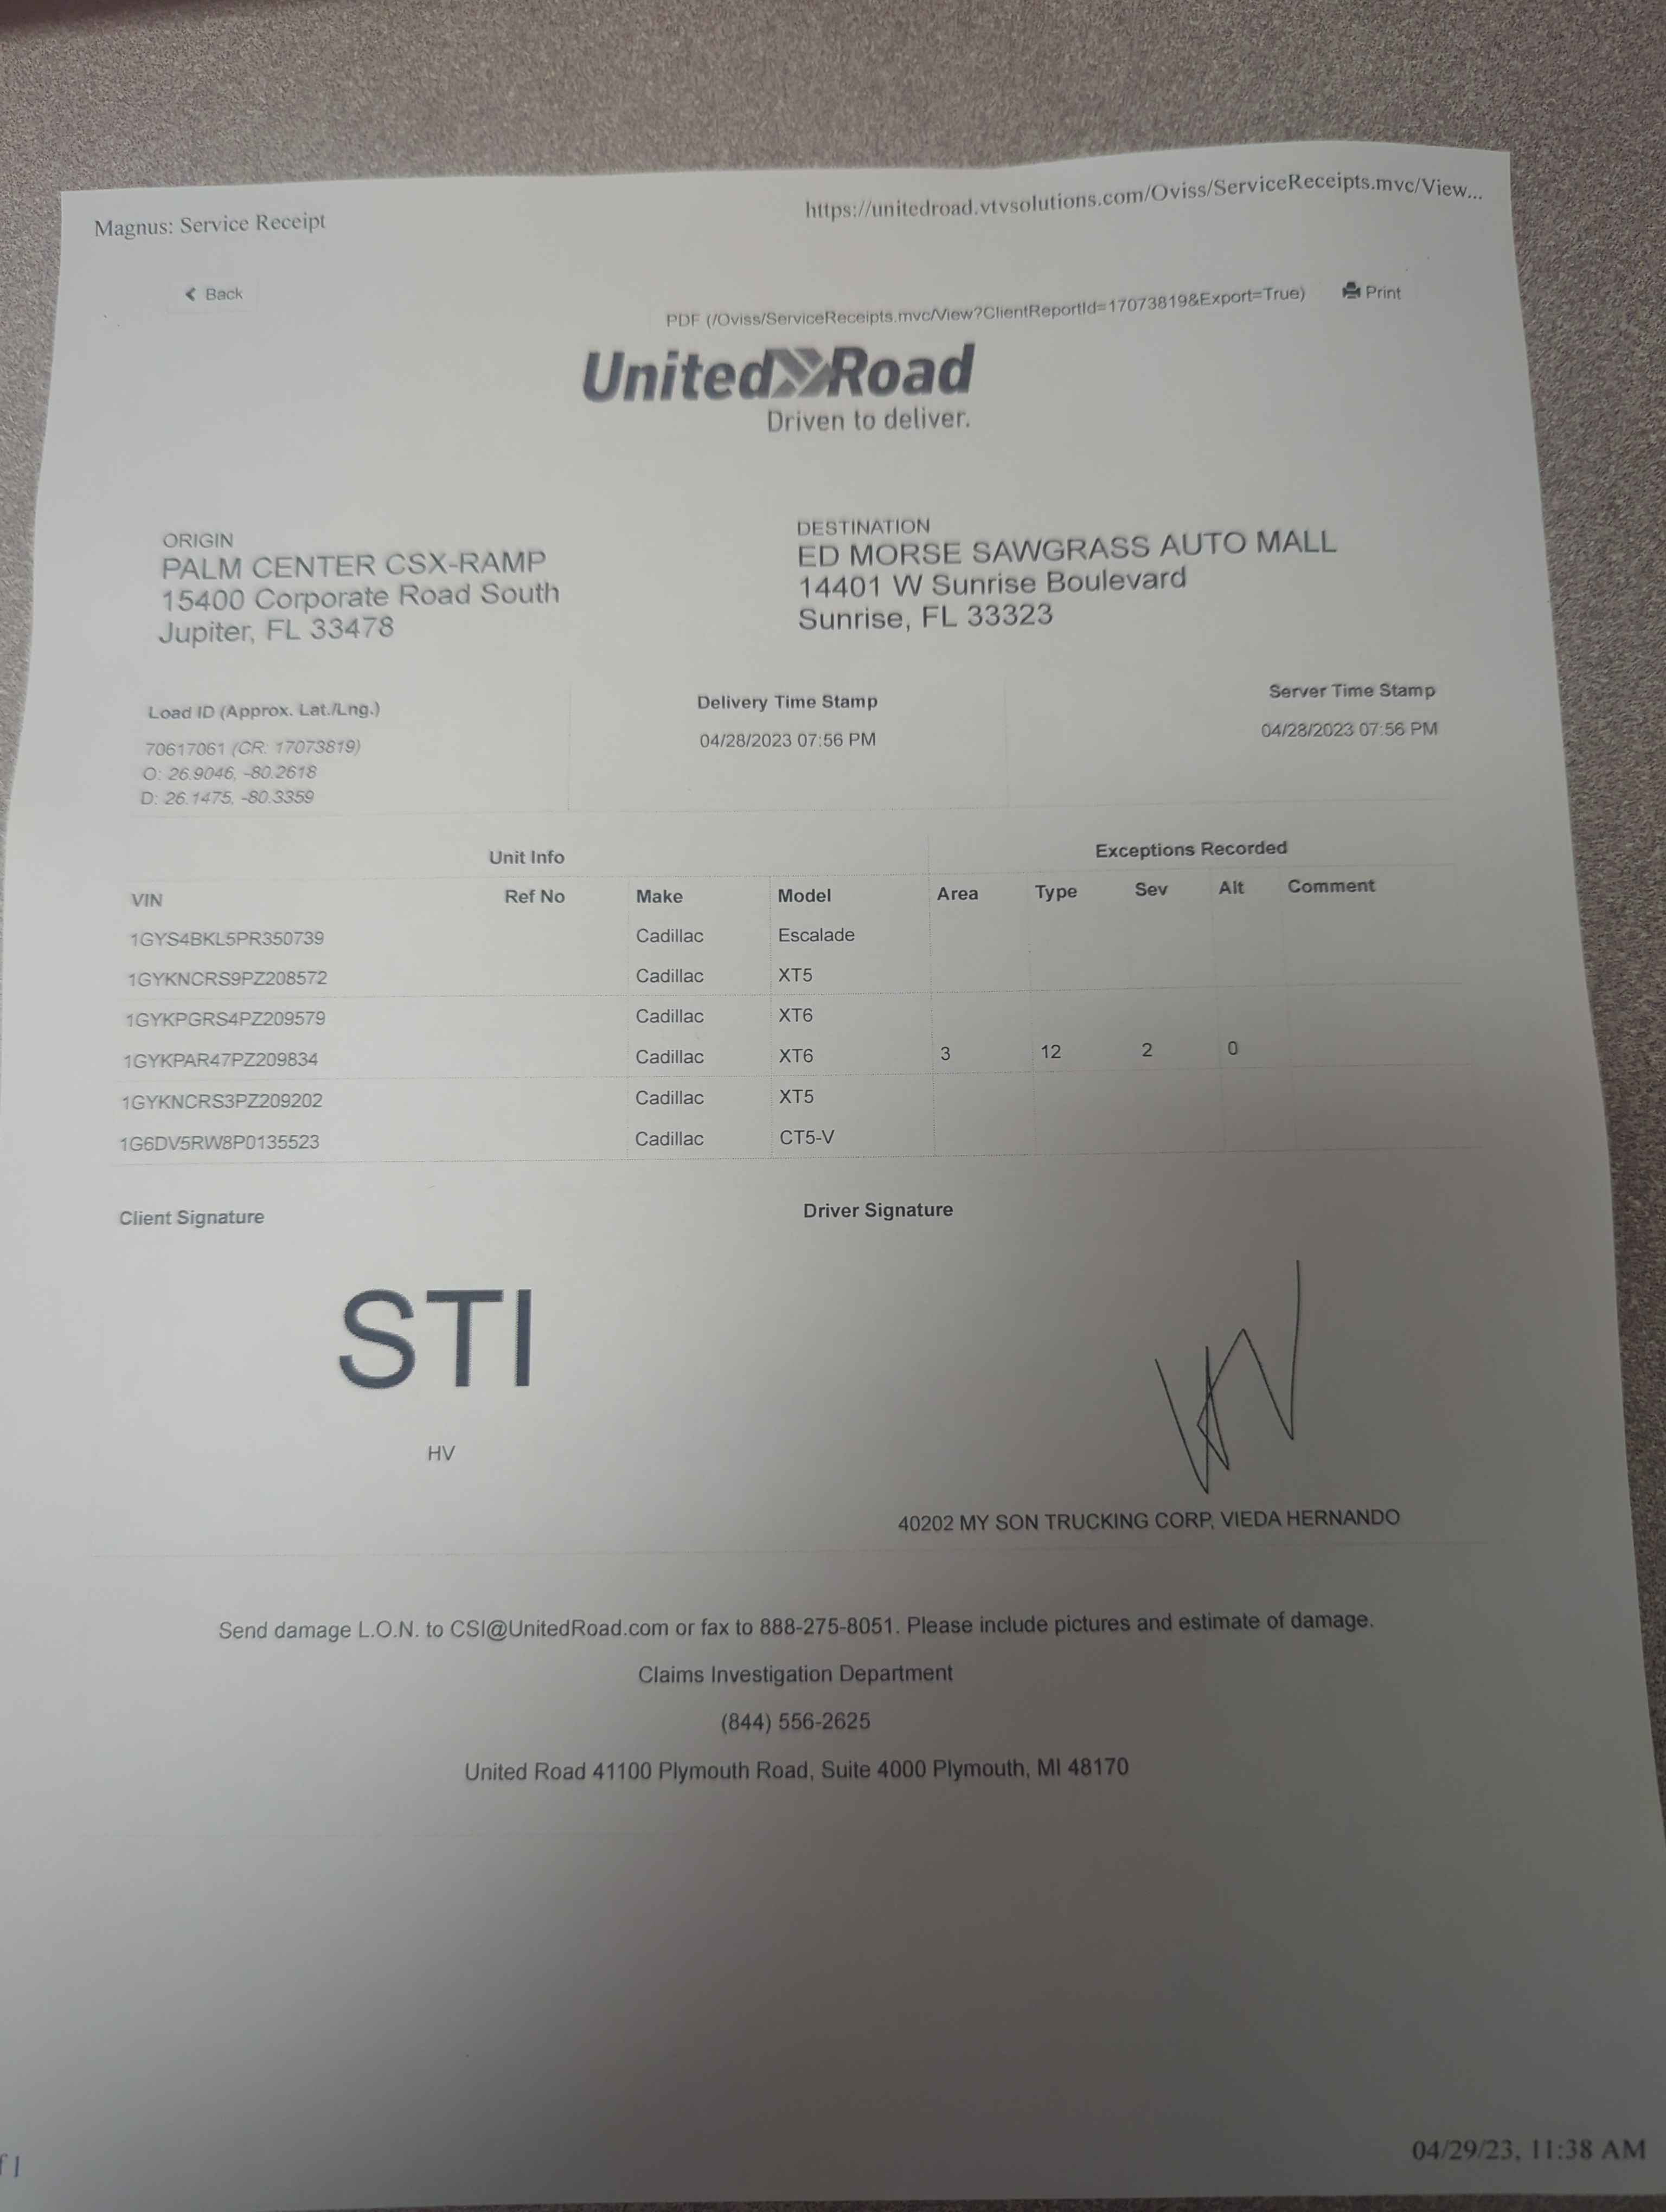 Magnus: Service Receipt
https://unitedroad.vtvsolutions.com/Oviss/ServiceReceipts.mvc/View...
Back
PDF (/Oviss/ServiceReceipts.mvc/View?ClientReportId=17073819&Export=True)
Print
United Road
Driven to deliver.
ORIGIN
PALM CENTER CSX-RAMP
15400 Corporate Road South
Jupiter, FL 33478
DESTINATION
ED MORSE SAWGRASS AUTO MALL
14401 W Sunrise Boulevard
Sunrise, FL 33323
Load ID (Approx. Lat./Lng.)
70617061 (CR: 17073819)
O: 26.9046, -80.2618
D: 26.1475, -80.3359
Delivery Time Stamp
04/28/2023 07:56 PM
Server Time Stamp
04/28/2023 07:56 PM
Unit Info Exceptions Recorded
VIN Ref No Make Model Area Type Sev Alt Comment
1GYS4BKL5PR350739 Cadillac Escalade
1GYKNCRS9PZ208572 Cadillac XT5
1GYKPGRS4PZ209579 Cadillac XT6
1GYKPAR47PZ209834 Cadillac XT6 3 12 2 0
1GYKNCRS3PZ209202 Cadillac XT5
1G6DV5RW8P0135523 Cadillac CT5-V
Client Signature
Driver Signature
STI
HV
40202 MY SON TRUCKING CORP, VIEDA HERNANDO
Send damage L.O.N. to CSI@UnitedRoad.com or fax to 888-275-8051. Please include pictures and estimate of damage.
Claims Investigation Department
(844) 556-2625
United Road 41100 Plymouth Road, Suite 4000 Plymouth, MI 48170
f 1
04/29/23, 11:38 AM